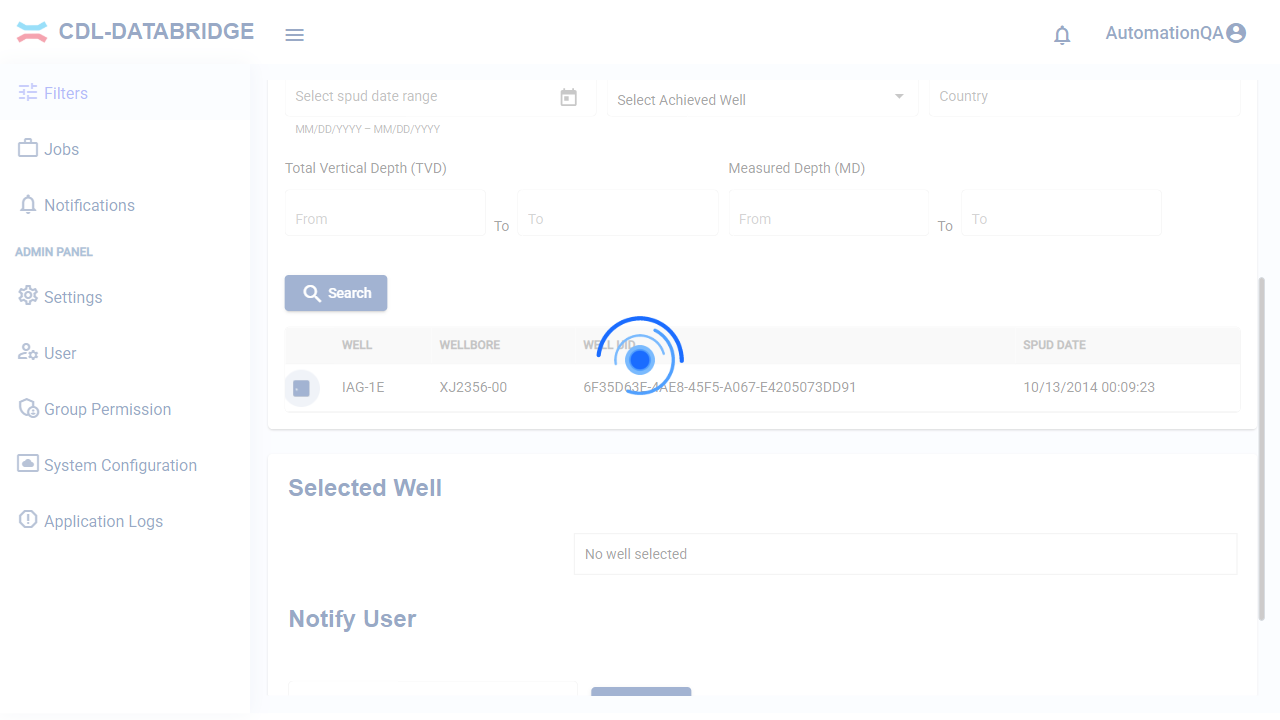 CDL-DATABRIDGE
AutomationQA
Filters
Jobs
Notifications
ADMIN PANEL
Settings
User
Group Permission
System Configuration
Application Logs
Select spud date range
Select Achieved Well
Country
MM/DD/YYYY – MM/DD/YYYY
Total Vertical Depth (TVD)
Measured Depth (MD)
From
To
To
From
To
To
Search
WELL
WELLBORE
WELL UID
SPUD DATE
IAG-1E
XJ2356-00
6F35D63F-4AE8-45F5-A067-E4205073DD91
10/13/2014 00:09:23
Selected Well
No well selected
Notify User